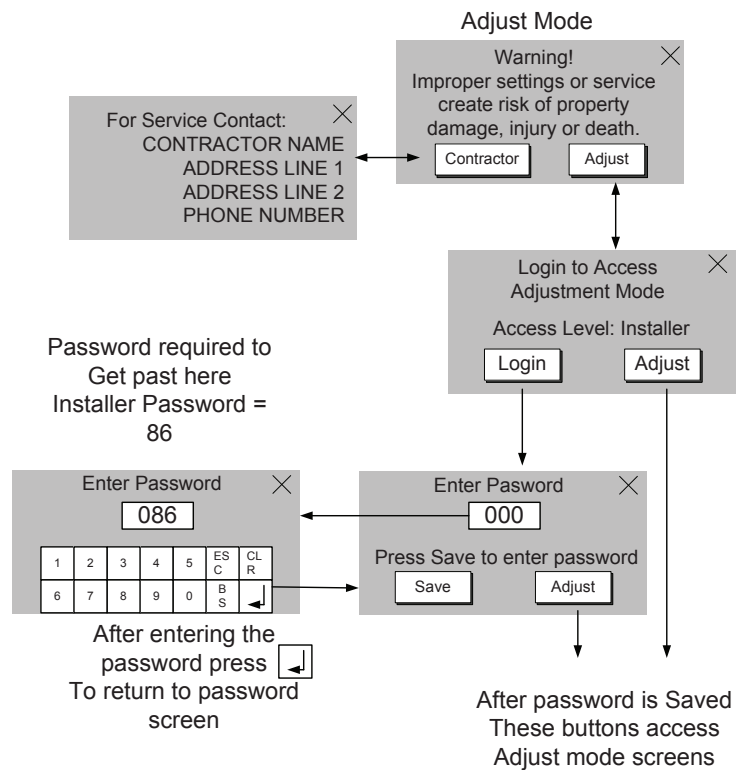 Adjust Mode
Warning!
Improper settings or service
create risk of property
damage, injury or death.
Contractor
Adjust
For Service Contact:
CONTRACTOR NAME
ADDRESS LINE 1
ADDRESS LINE 2
PHONE NUMBER
Login to Access
Adjustment Mode
Access Level: Installer
Login
Adjust
Password required to
Get past here
Installer Password =
86
Enter Password
086
1 2 3 4 5 ES
C CL
R
6 7 8 9 0 B
S
Enter Pasword
000
Press Save to enter password
Save
Adjust
After entering the
password press
To return to password
screen
After password is Saved
These buttons access
Adjust mode screens